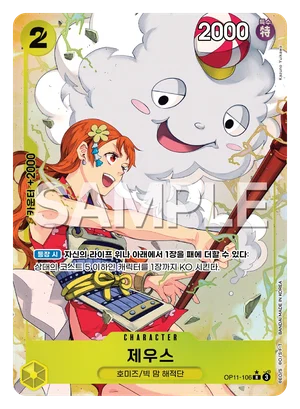 2
2000
특수
特
카운터 +2000
SAMPLE
등장 시 자신의 라이프 위나 아래에서 1장을 패에 더할 수 있다:
상대의 코스트 5 이하인 캐릭터를 1장까지 KO 시킨다.
CHARACTER
제우스
호미즈/빅 맘 해적단
OP11-106 R
3